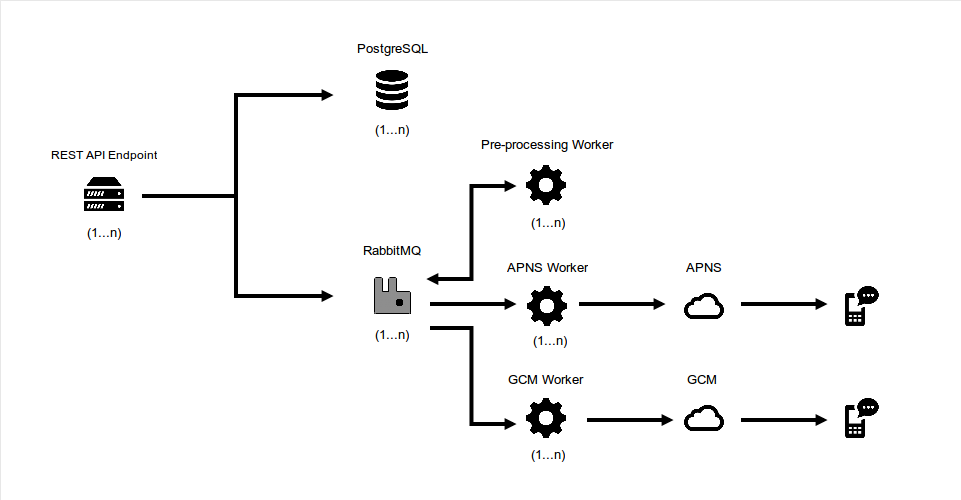 PostgreSQL
(1...n)
REST API Endpoint
(1...n)
Pre-processing Worker
(1...n)
RabbitMQ
(1...n)
APNS Worker
(1...n)
APNS
GCM Worker
(1...n)
GCM